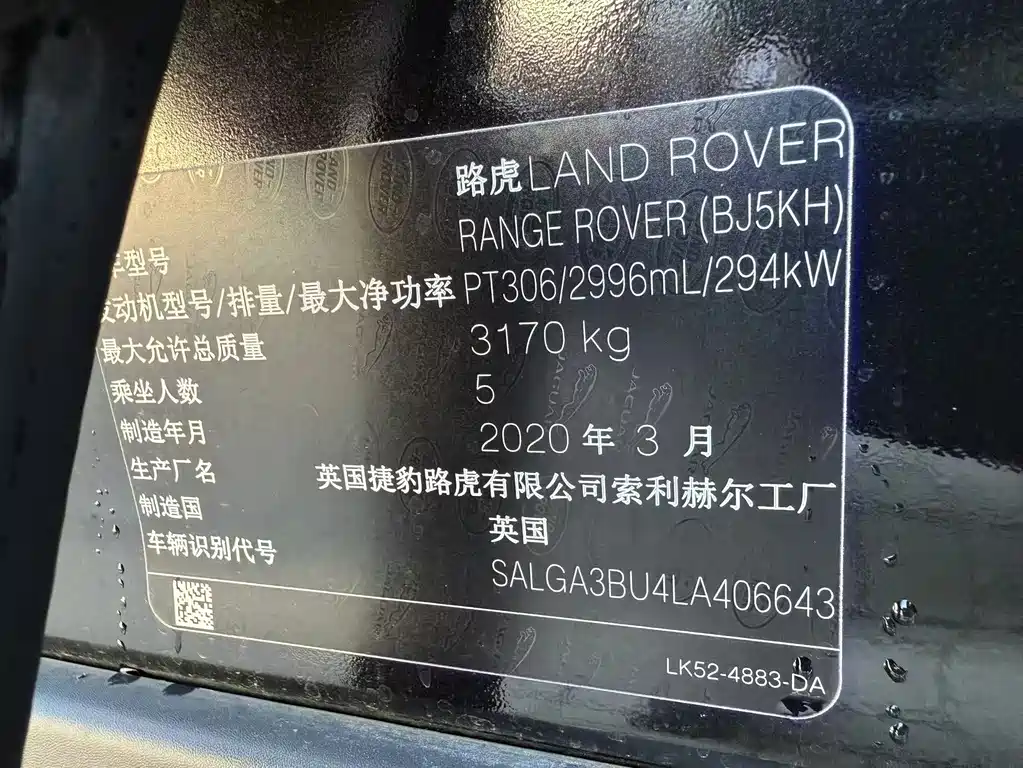 路虎LAND ROVER
RANGE ROVER (BJ5KH)
车型号
发动机型号/排量/最大净功率 PT306/2996mL/294kW
最大允许总质量 3170 kg
乘坐人数 5
制造年月 2020 年 3 月
生产厂名 英国捷豹路虎有限公司索利赫尔工厂
制造国 英国
车辆识别代号 SALGA3BU4LA406643
LK52-4883-DA
LAND ROVER
JAGUAR